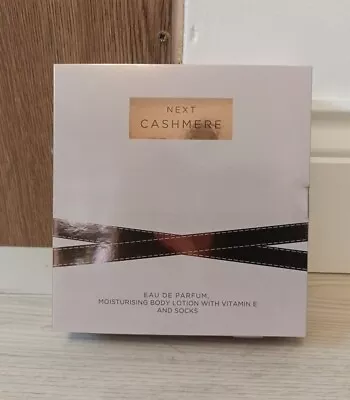 NEXT
CASHMERE
EAU DE PARFUM,
MOISTURISING BODY LOTION WITH VITAMIN E
AND SOCKS